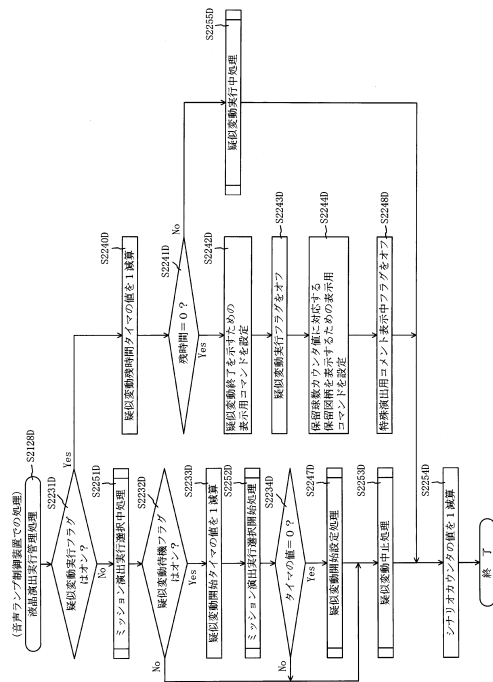 (音声ランプ制御装置での処理)
液晶演出実行管理処理
S2128D
S2231D
疑似変動実行フラグ
はオン?
Yes
No
S2251D
ミッション演出実行選択中処理
S2232D
疑似変動待機フラグ
はオン?
No
Yes
S2233D
疑似変動開始タイマの値を1減算
S2252D
ミッション演出実行選択開始処理
S2234D
タイマの値=0?
No
Yes
S2247D
疑似変動開始設定処理
S2253D
疑似変動中止処理
S2254D
シナリオカウンタの値を1減算
終 了
S2240D
疑似変動残時間タイマの値を1減算
S2241D
残時間=0?
No
Yes
S2242D
疑似変動終了を示すための
表示用コマンドを設定
S2243D
疑似変動実行フラグをオフ
S2244D
保留球数カウンタ値に対応する
保留図柄を表示するための表示用
コマンドを設定
S2248D
特殊演出用コメント表示中フラグをオフ
S2255D
疑似変動実行中処理